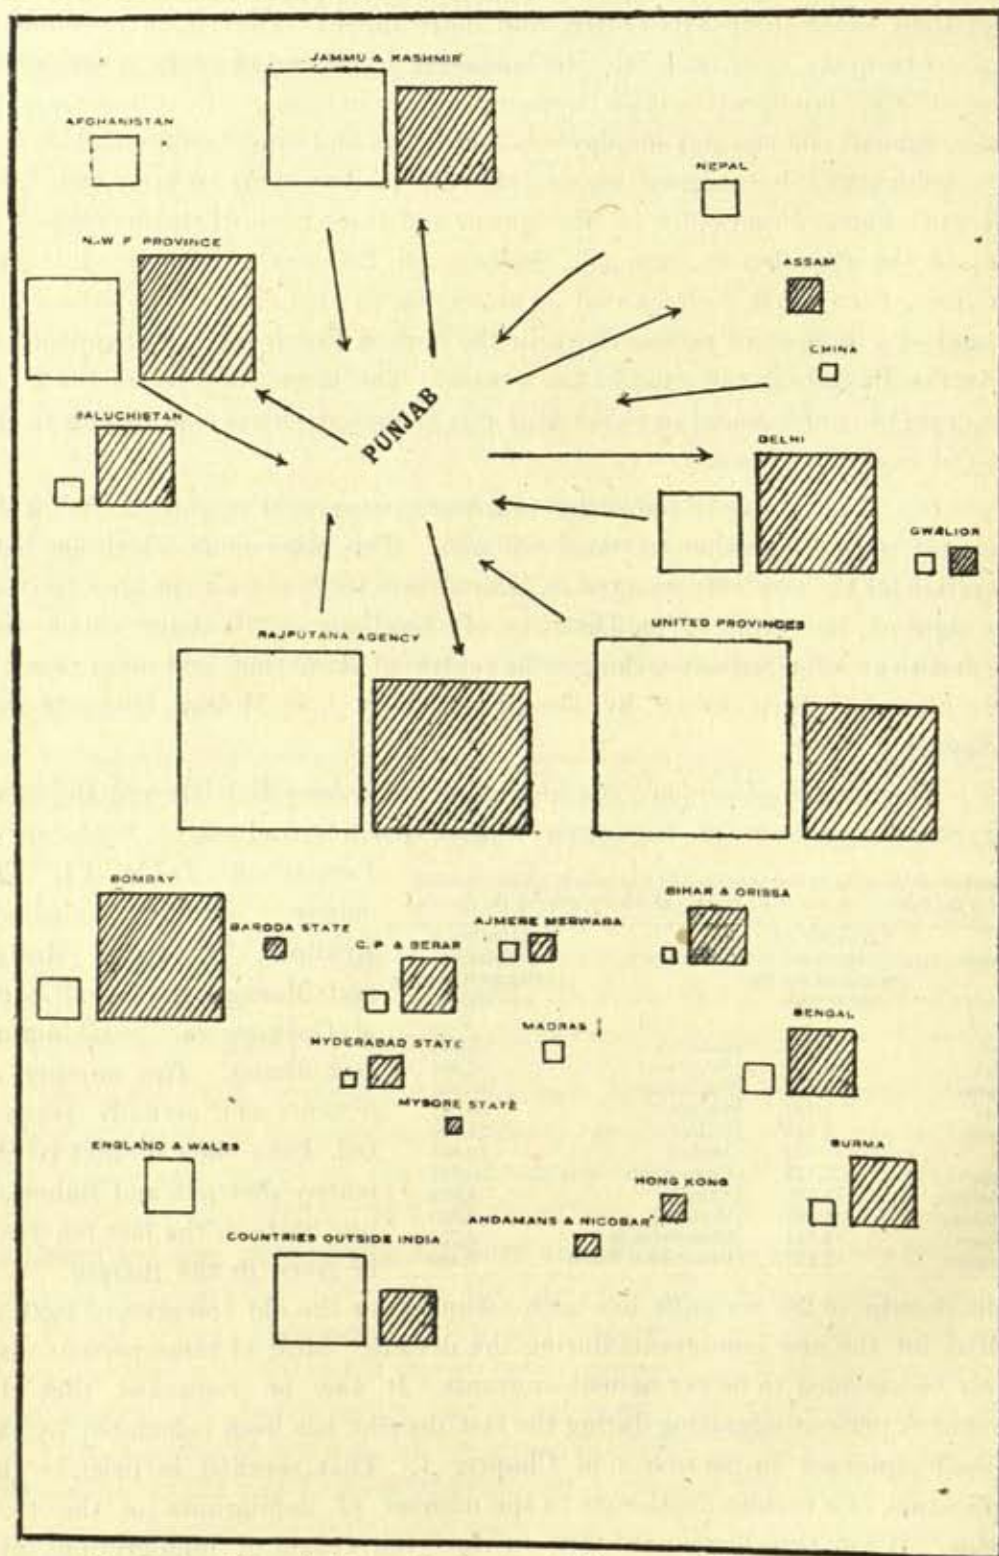 JAMMU & KASHMIR
AFGHANISTAN
NEPAL
N.-W F. PROVINCE
ASSAM
CHINA
PUNJAB
BALUCHISTAN
DELHI
GWALIOR
RAJPUTANA AGENCY
UNITED PROVINCES
BOMBAY
BARODA STATE
C. P. & BERAR
AJMERE MERWARA
BIHAR & ORISSA
MADRAS
BENGAL
HYDERABAD STATE
MYSORE STATE
ENGLAND & WALES
BURMA
HONG KONG
ANDAMANS & NICOBAR
COUNTRIES OUTSIDE INDIA